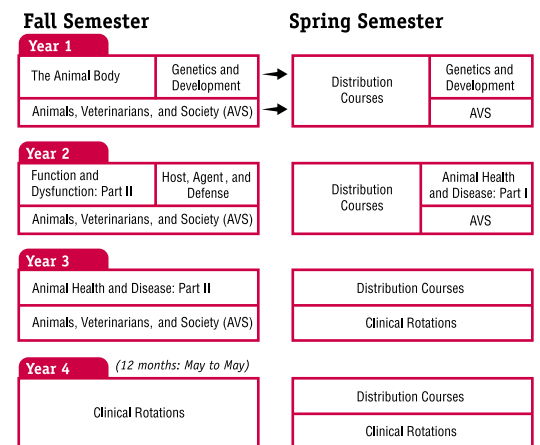 Fall Semester
Spring Semester
Year 1
The Animal Body
Genetics and
Development
Animals, Veterinarians, and Society (AVS)
Distribution
Courses
Genetics and
Development
AVS
Year 2
Function and
Dysfunction: Part II
Host, Agent, and
Defense
Animals, Veterinarians, and Society (AVS)
Distribution
Courses
Animal Health
and Disease: Part I
AVS
Year 3
Animal Health and Disease: Part II
Animals, Veterinarians, and Society (AVS)
Distribution Courses
Clinical Rotations
Year 4
(12 months: May to May)
Clinical Rotations
Distribution Courses
Clinical Rotations